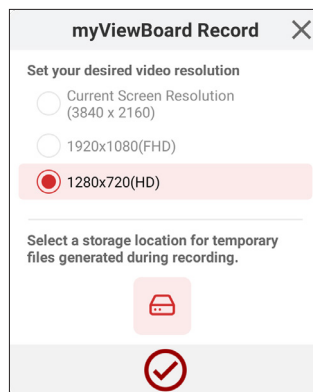 myViewBoard Record
Set your desired video resolution
Current Screen Resolution
(3840 x 2160)
1920x1080(FHD)
1280x720(HD)
Select a storage location for temporary
files generated during recording.